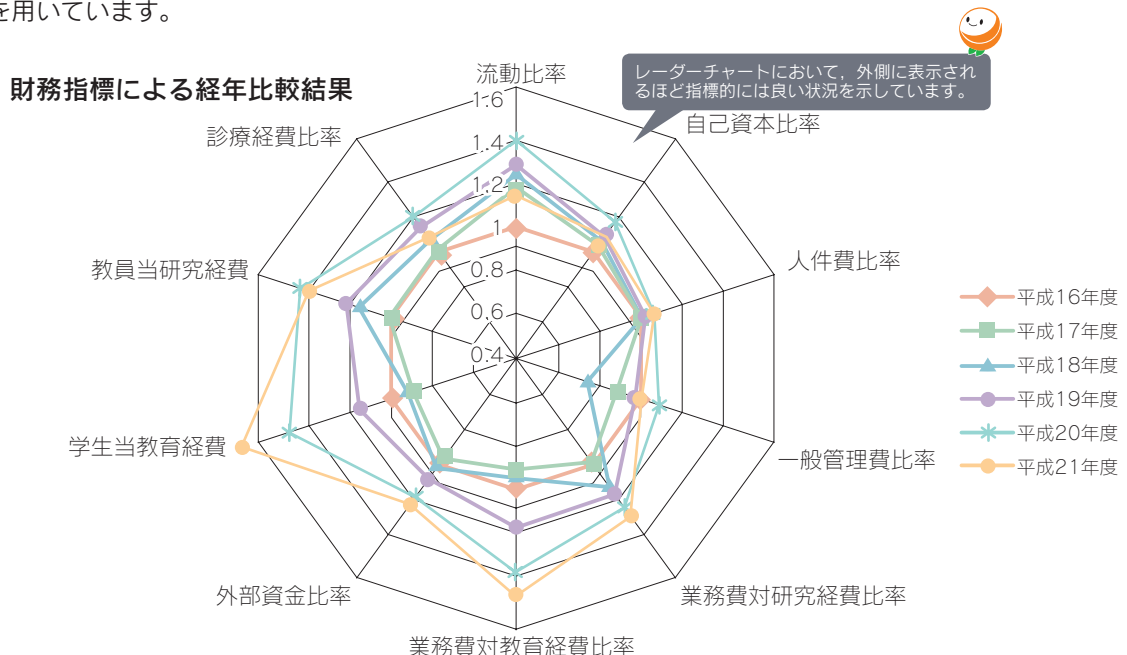 を用いています。
財務指標による経年比較結果
レーダーチャートにおいて，外側に表示され
るほど指標的には良い状況を示しています。
流動比率
自己資本比率
人件費比率
一般管理費比率
業務費対研究経費比率
業務費対教育経費比率
外部資金比率
学生当教育経費
教員当研究経費
診療経費比率
1.6
1.4
1.2
1
0.8
0.6
0.4
平成16年度
平成17年度
平成18年度
平成19年度
平成20年度
平成21年度